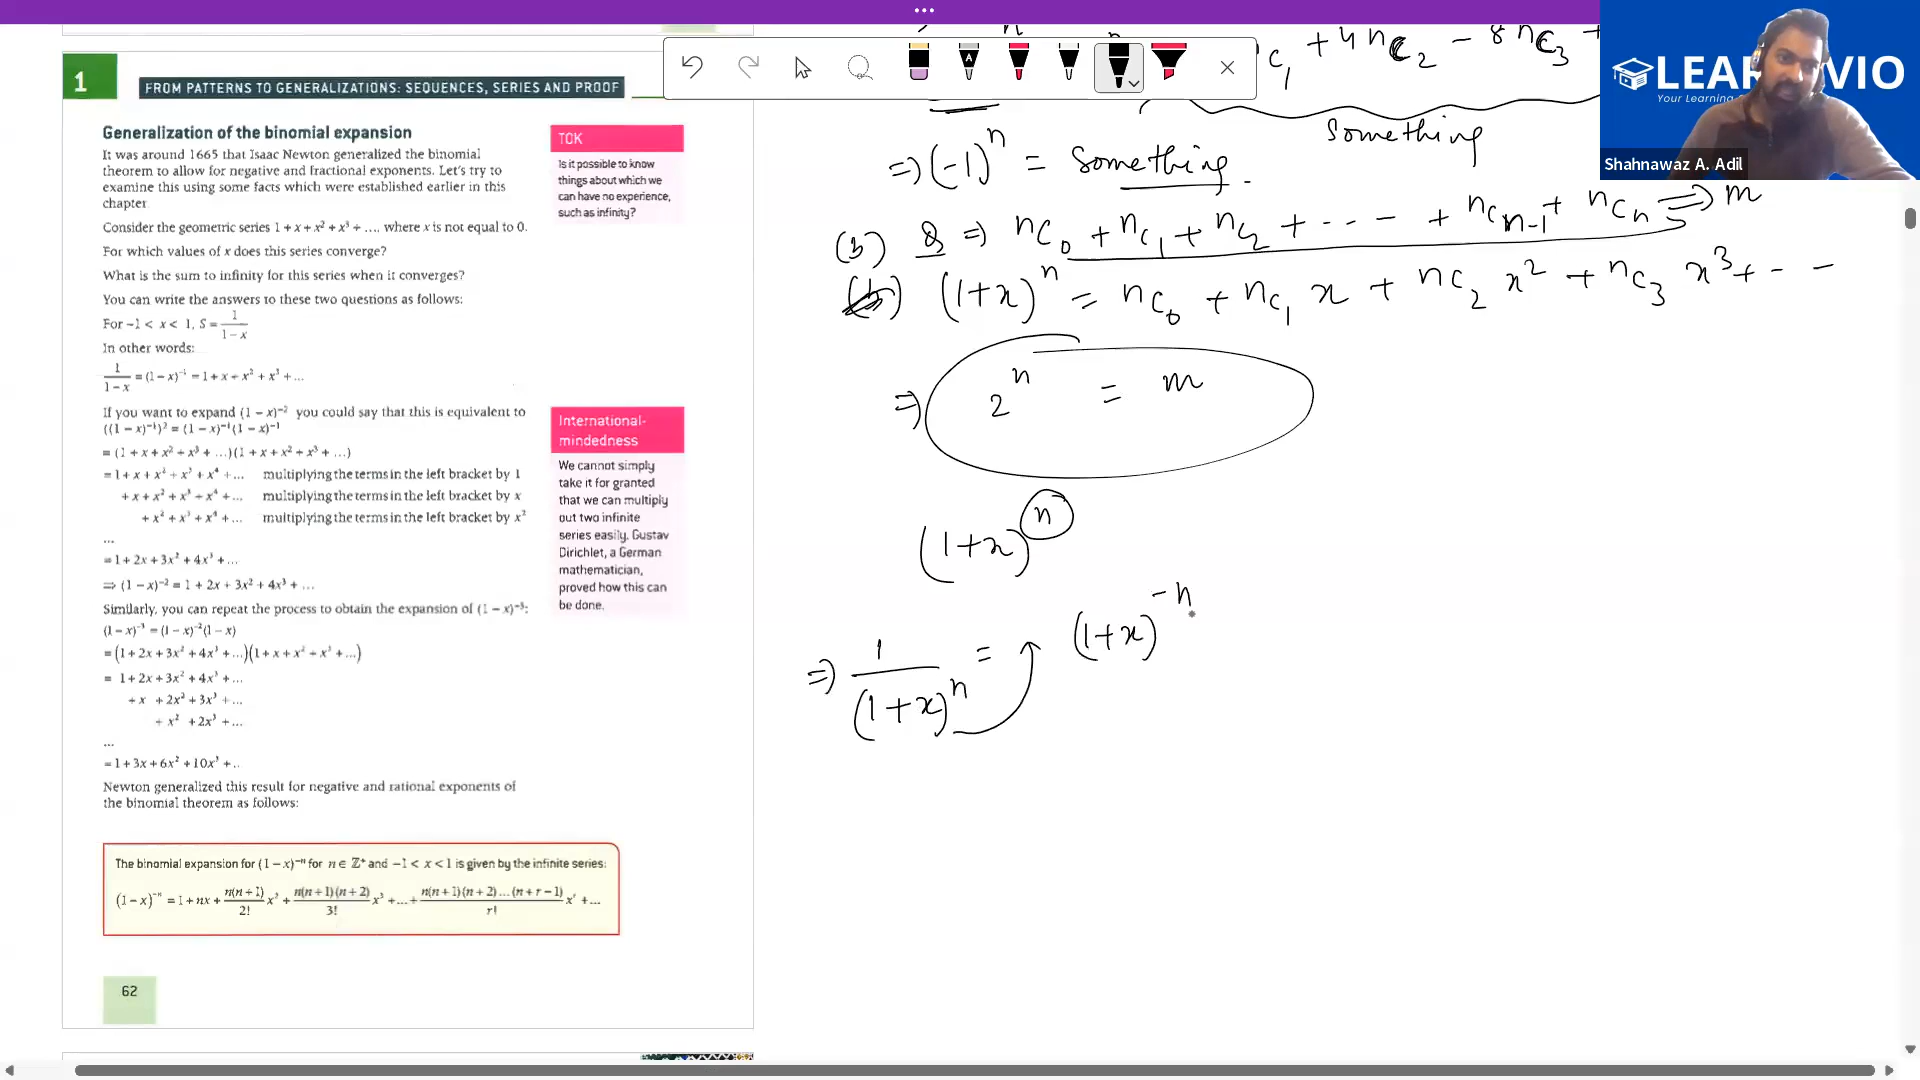 1
FROM PATTERNS TO GENERALIZATIONS: SEQUENCES, SERIES AND PROOF
Generalization of the binomial expansion
It was around 1665 that Isaac Newton generalized the binomial
theorem to allow for negative and fractional exponents. Let's try to
examine this using some facts which were established earlier in this
chapter
Consider the geometric series 1 + x + x² + x³ + ...., where x is not equal to 0.
For which values of x does this series converge?
What is the sum to infinity for this series when it converges?
You can write the answers to these two questions as follows:
For −1 < x < 1, S = 1/(1 − x)
In other words:
1/(1−x) = (1 − x)⁻¹ = 1 + x + x² + x³ + ...
If you want to expand (1 − x)⁻² you could say that this is equivalent to
((1 − x)⁻¹)² = (1 − x)⁻¹(1 − x)⁻¹
= (1 + x + x² + x³ + ...)(1 + x + x² + x³ + ...)
= 1 + x + x² + x³ + x⁴ + ... multiplying the terms in the left bracket by 1
+ x + x² + x³ + x⁴ + ... multiplying the terms in the left bracket by x
+ x² + x³ + x⁴ + ... multiplying the terms in the left bracket by x²
...
= 1 + 2x + 3x² + 4x³ + ...
⇒ (1 − x)⁻² = 1 + 2x + 3x² + 4x³ + ...
Similarly, you can repeat the process to obtain the expansion of (1 − x)⁻³:
(1 − x)⁻³ = (1 − x)⁻²(1 − x)
= (1 + 2x + 3x² + 4x³ + ...)(1 + x + x² + x³ + ...)
= 1 + 2x + 3x² + 4x³ + ...
+ x + 2x² + 3x³ + ...
+ x² + 2x³ + ...
...
= 1 + 3x + 6x² + 10x³ + ..
Newton generalized this result for negative and rational exponents of
the binomial theorem as follows:
The binomial expansion for (1 − x)⁻ⁿ for n ∈ ℤ⁺ and −1 < x < 1 is given by the infinite series:
(1 − x)⁻ⁿ = 1 + nx + n(n + 1)/2! x² + n(n + 1)(n + 2)/3! x³ + ... + n(n + 1)(n + 2)...(n + r − 1)/r! xʳ + ...
62
TOK
Is it possible to know
things about which we
can have no experience,
such as infinity?
International-
mindedness
We cannot simply
take it for granted
that we can multiply
out two infinite
series easily. Gustav
Dirichlet, a German
mathematician,
proved how this can
be done.
C₁ + 4 nC₂ − 8 nC₃
Something
⇒ (−1)ⁿ = Something.
(b) Q ⇒ nC₀ + nC₁ + nC₂ + - - - - + nCn-1 + nCn ⇒ m
(1+x)ⁿ = nC₀ + nC₁ x + nC₂ x² + nC₃ x³ + - - -
⇒ 2ⁿ = m
(1+x)ⁿ
⇒ 1/(1+x)ⁿ = (1+x)⁻ⁿ
LEAR VIO
Your Learning
Shahnawaz A. Adil